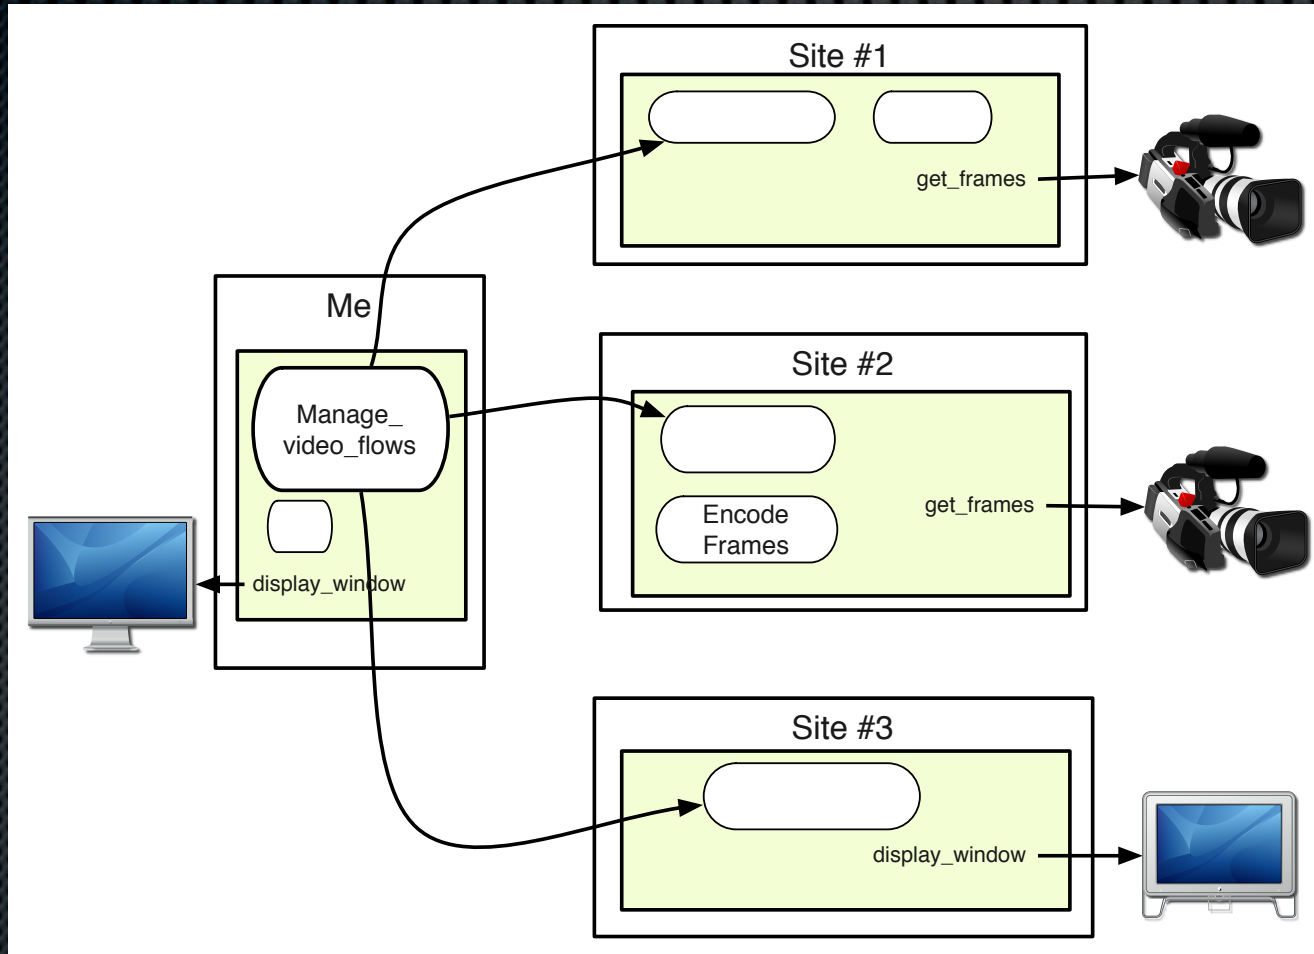 Site #1
get_frames
Me
Manage_
video_flows
display_window
Site #2
Encode
Frames
get_frames
Site #3
display_window